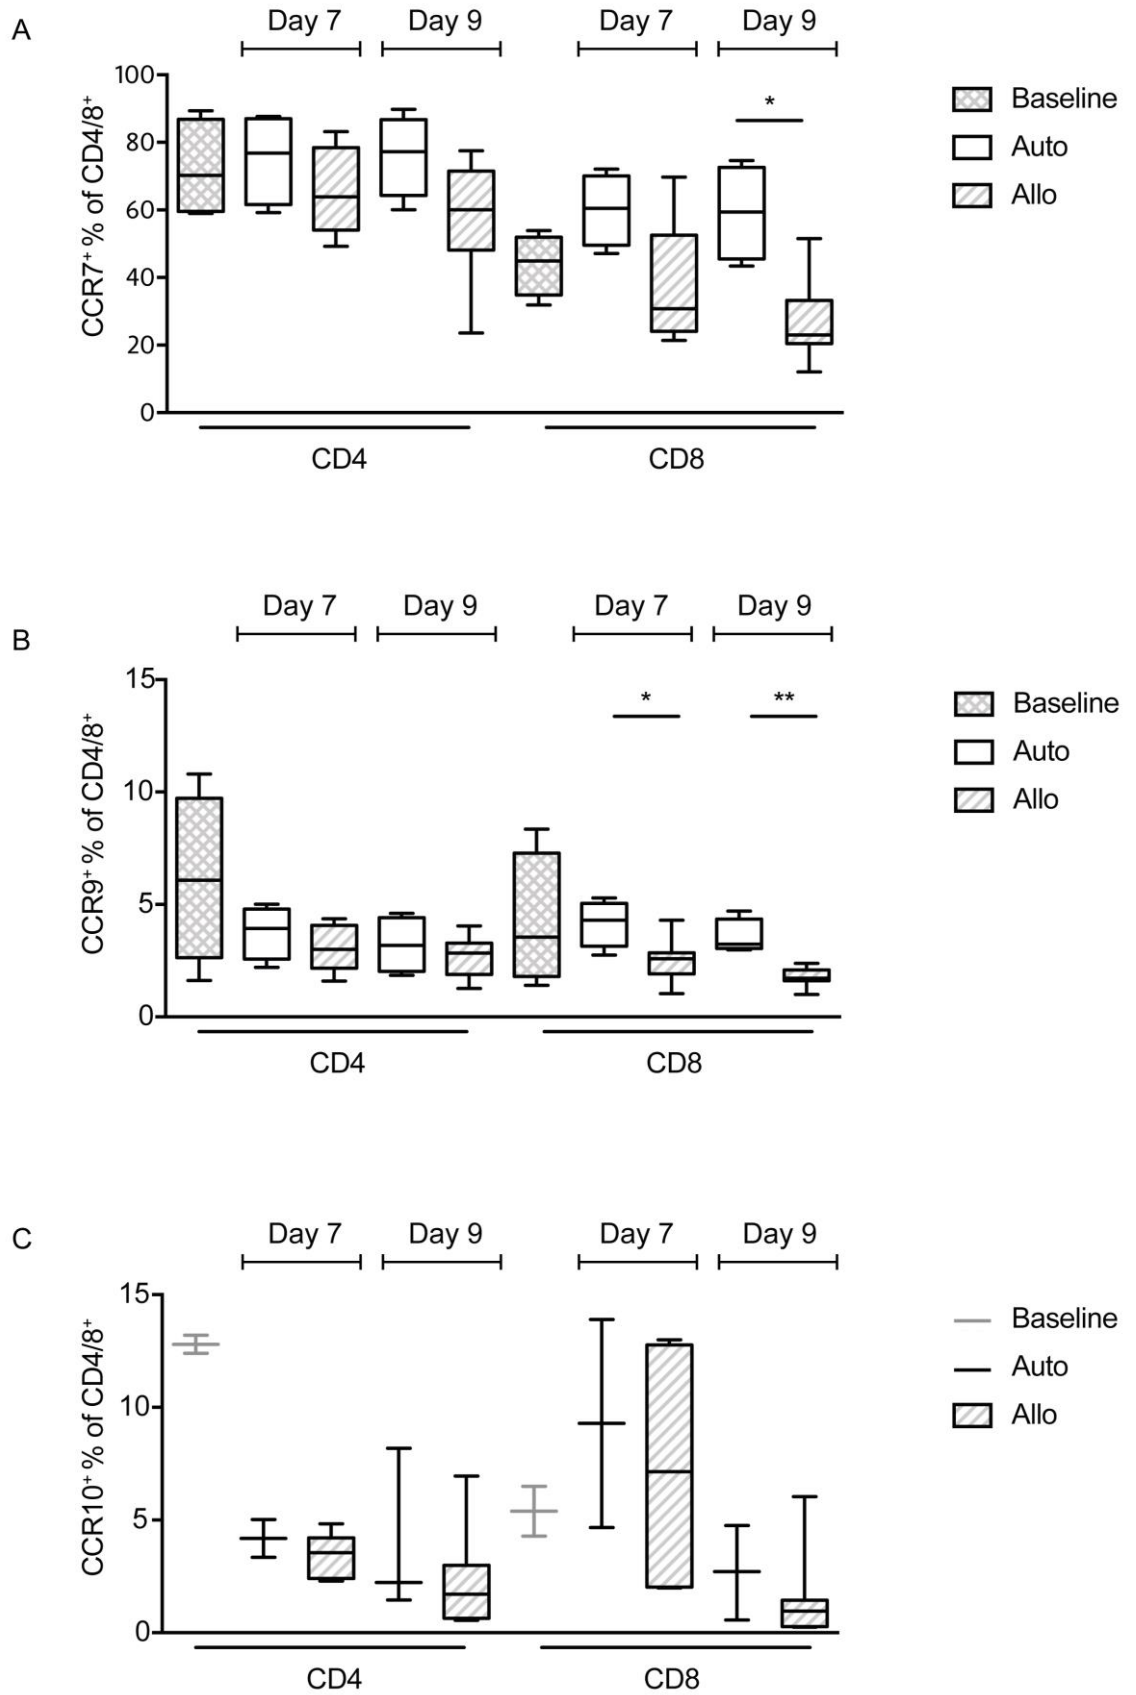 A
Day 7 Day 9 Day 7 Day 9
CCR7⁺ % of CD4/8⁺
100
80
60
40
20
0
*
CD4 CD8
Baseline
Auto
Allo
B
Day 7 Day 9 Day 7 Day 9
CCR9⁺ % of CD4/8⁺
15
10
5
0
* **
CD4 CD8
Baseline
Auto
Allo
C
Day 7 Day 9 Day 7 Day 9
CCR10⁺ % of CD4/8⁺
15
10
5
0
CD4 CD8
Baseline
Auto
Allo